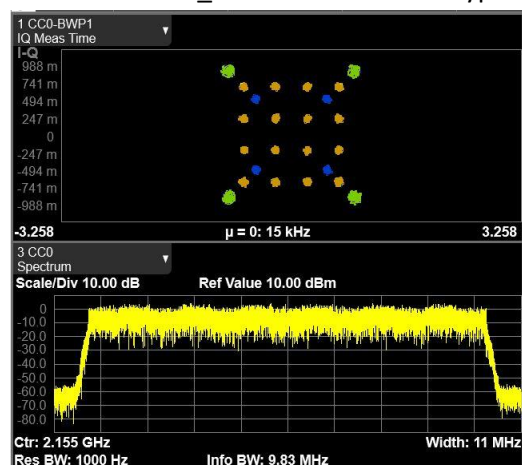 1 CC0-BWP1
IQ Meas Time
I-Q
988 m
741 m
494 m
247 m
0
-247 m
-494 m
-741 m
-988 m
-3.258 μ = 0: 15 kHz 3.258
3 CC0
Spectrum
Scale/Div 10.00 dB Ref Value 10.00 dBm
0
-10.0
-20.0
-30.0
-40.0
-50.0
-60.0
-70.0
-80.0
Ctr: 2.155 GHz Width: 11 MHz
Res BW: 1000 Hz Info BW: 9.83 MHz